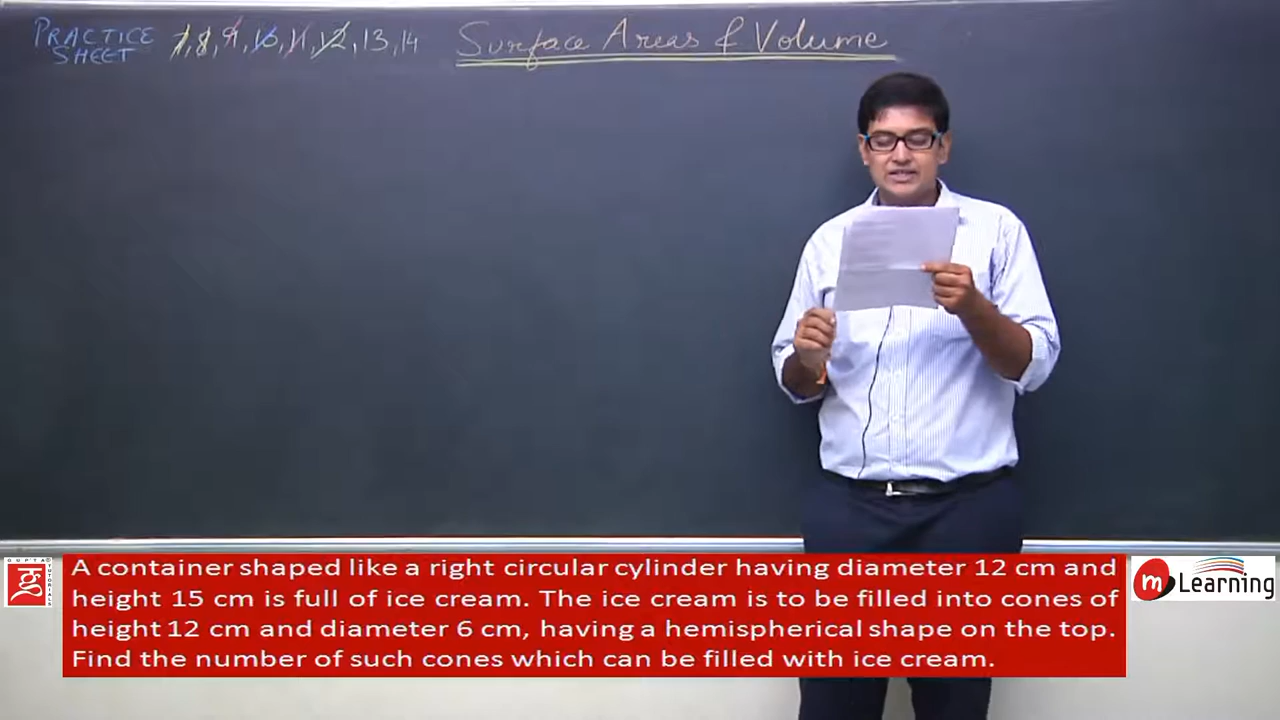 PRACTICE SHEET 7, 8, 9, 10, 11, 12, 13, 14
Surface Areas & Volume
A container shaped like a right circular cylinder having diameter 12 cm and
height 15 cm is full of ice cream. The ice cream is to be filled into cones of
height 12 cm and diameter 6 cm, having a hemispherical shape on the top.
Find the number of such cones which can be filled with ice cream.
GUPTA
TUTORIALS
m Learning